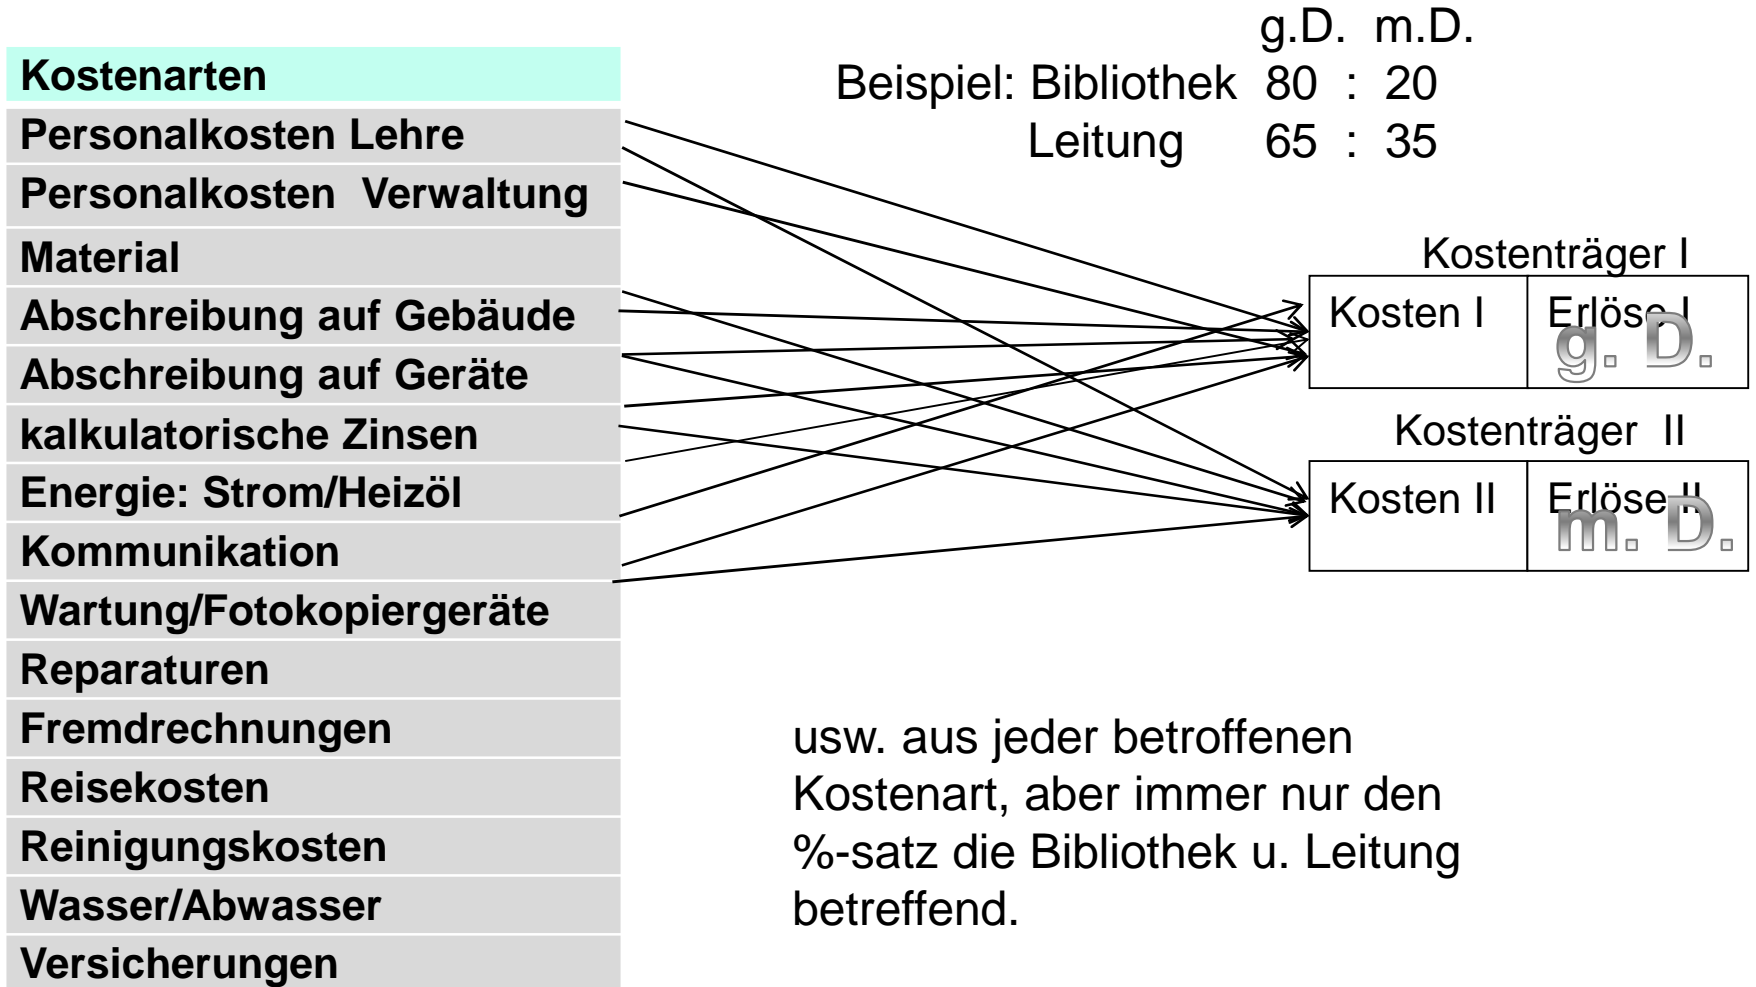 g.D. m.D.
Beispiel: Bibliothek 80 : 20
Leitung 65 : 35
Kostenarten
Personalkosten Lehre
Personalkosten Verwaltung
Material
Abschreibung auf Gebäude
Abschreibung auf Geräte
kalkulatorische Zinsen
Energie: Strom/Heizöl
Kommunikation
Wartung/Fotokopiergeräte
Reparaturen
Fremdrechnungen
Reisekosten
Reinigungskosten
Wasser/Abwasser
Versicherungen
Kostenträger I
Kosten I
Erlöse I
g. D.
Kostenträger II
Kosten II
Erlöse II
m. D.
usw. aus jeder betroffenen
Kostenart, aber immer nur den
%-satz die Bibliothek u. Leitung
betreffend.